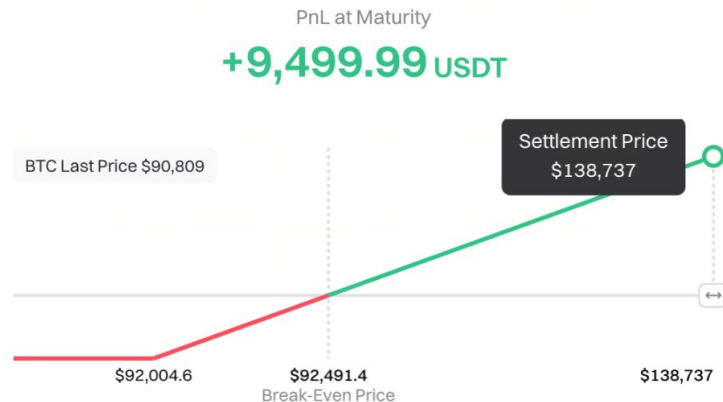 PnL at Maturity
+9,499.99 USDT
Settlement Price
$138,737
BTC Last Price $90,809
$92,004.6
$92,491.4
$138,737
Break-Even Price